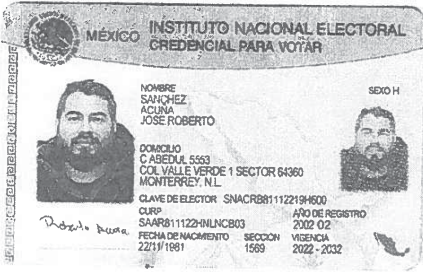 MÉXICO INSTITUTO NACIONAL ELECTORAL
CREDENCIAL PARA VOTAR
NOMBRE
SANCHEZ
ACUÑA
JOSE ROBERTO
SEXO H
DOMICILIO
C ABEDUL 5553
COL VALLE VERDE 1 SECTOR 64360
MONTERREY, N.L.
CLAVE DE ELECTOR SNACRB81112219H600
CURP
SAAR811122HNLNCB03
AÑO DE REGISTRO
2002 02
FECHA DE NACIMIENTO
22/11/1981
SECCIÓN
1569
VIGENCIA
2022 - 2032